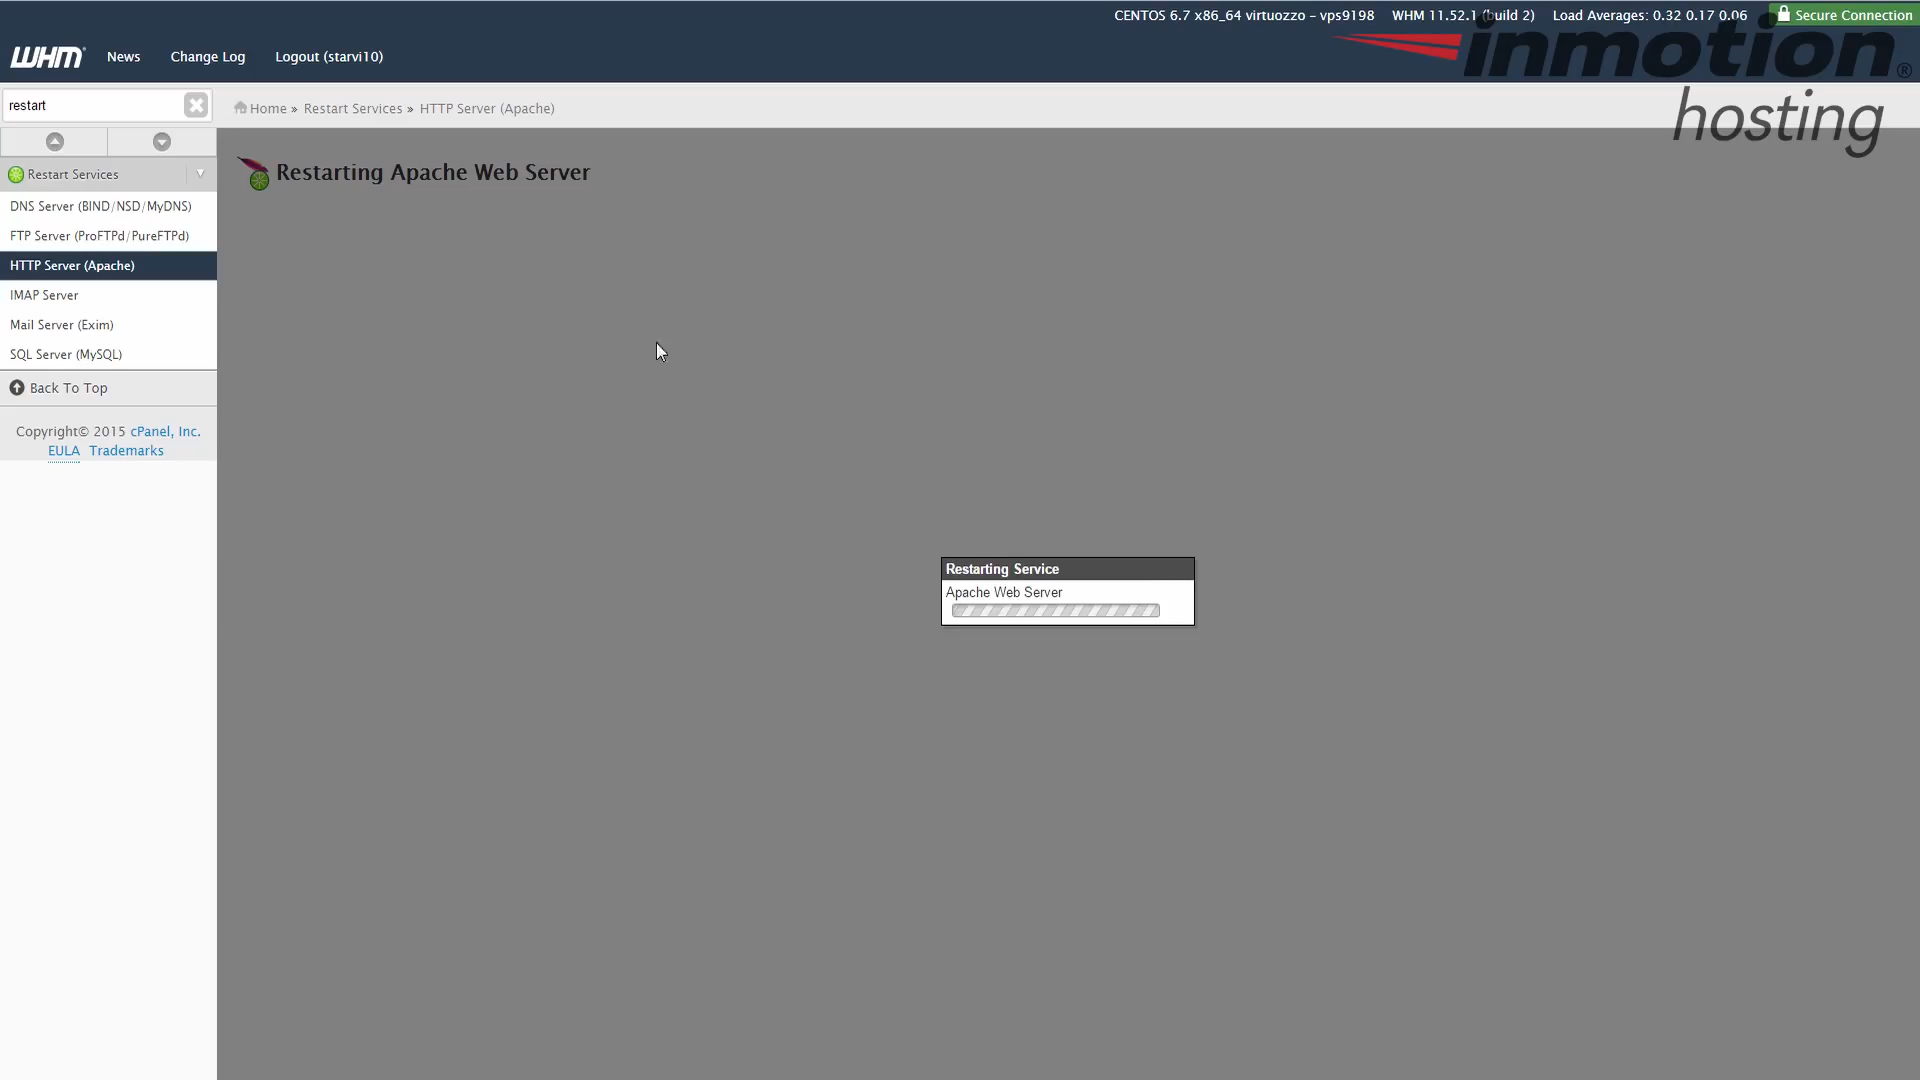 CENTOS 6.7 x86_64 virtuozzo – vps9198 WHM 11.52.1 (build 2) Load Averages: 0.32 0.17 0.06 Secure Connection
WHM® News Change Log Logout (starvi10)
inmotion®
hosting
restart
Home » Restart Services » HTTP Server (Apache)
Restart Services
Restarting Apache Web Server
DNS Server (BIND/NSD/MyDNS)
FTP Server (ProFTPd/PureFTPd)
HTTP Server (Apache)
IMAP Server
Mail Server (Exim)
SQL Server (MySQL)
Back To Top
Copyright© 2015 cPanel, Inc.
EULA Trademarks
Restarting Service
Apache Web Server